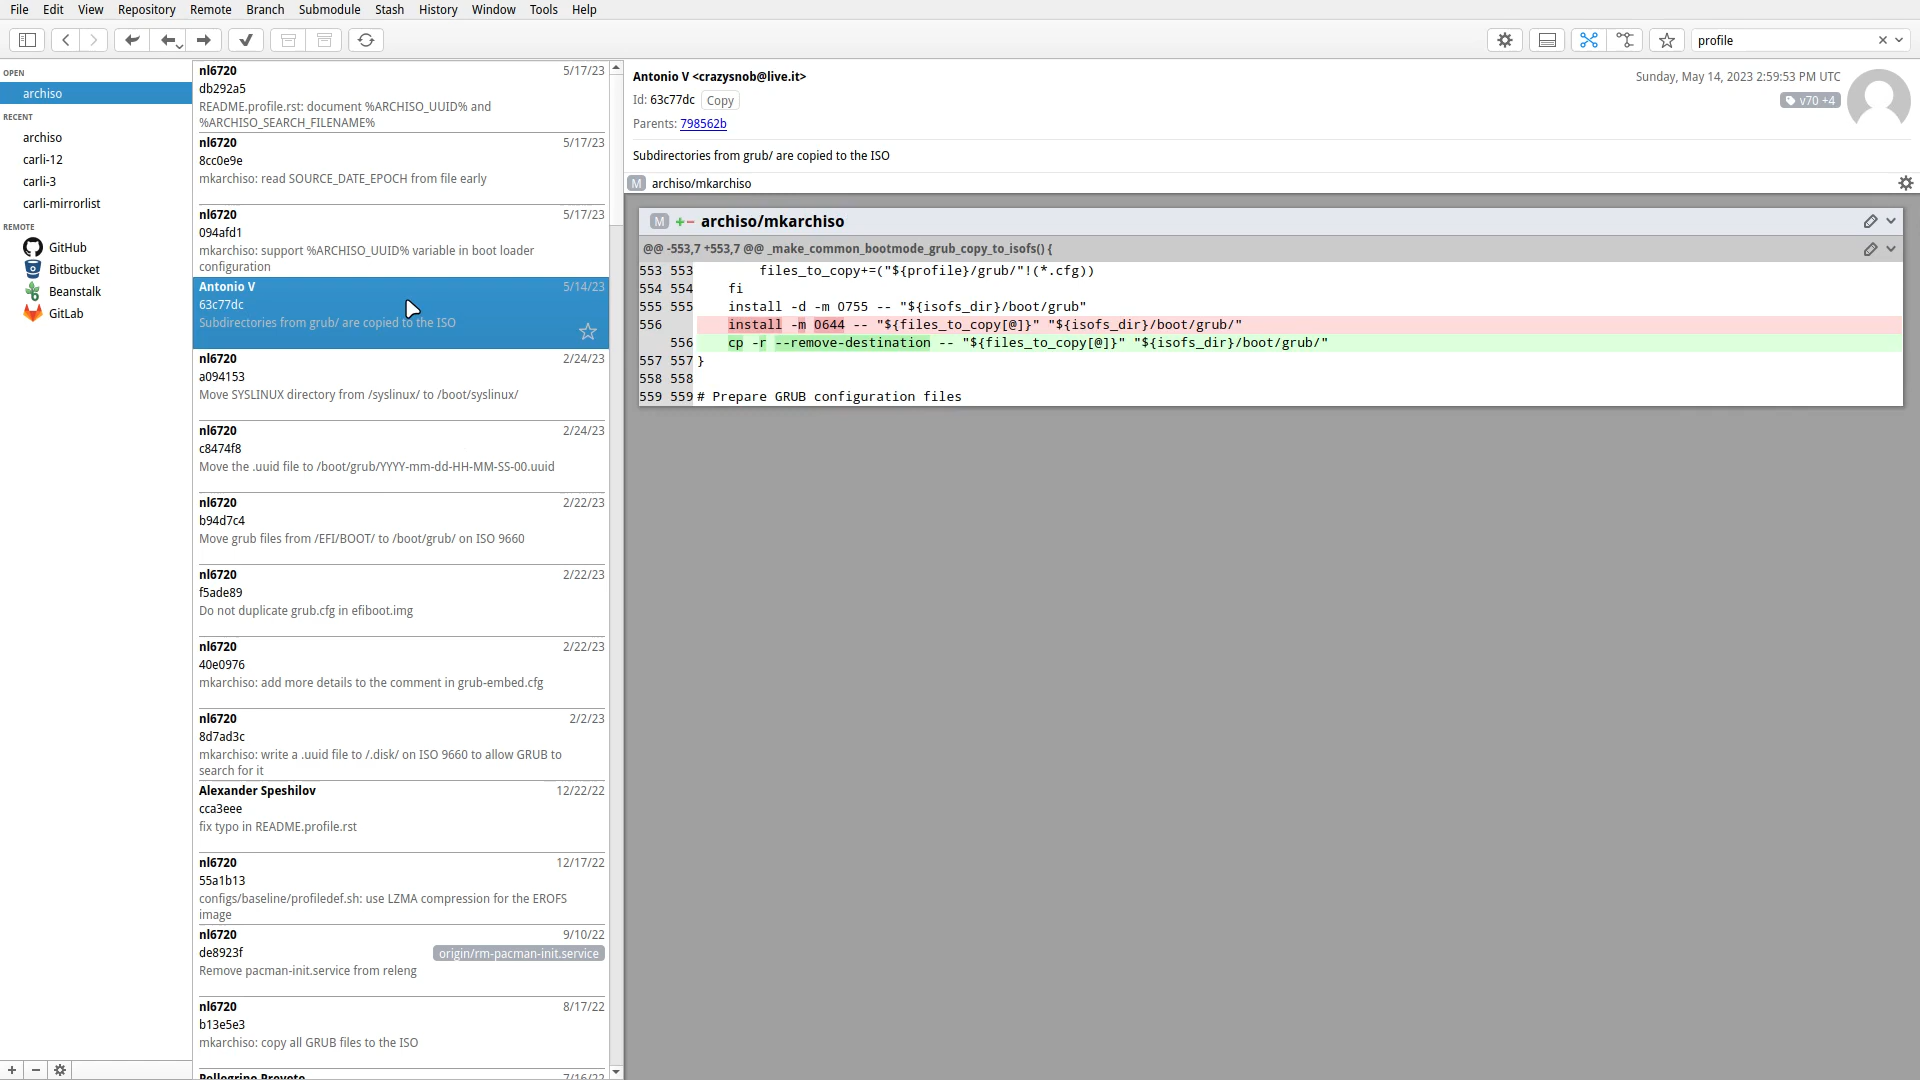 File Edit View Repository Remote Branch Submodule Stash History Window Tools Help
profile
OPEN
archiso
RECENT
archiso
carli-12
carli-3
carli-mirrorlist
REMOTE
GitHub
Bitbucket
Beanstalk
GitLab
nl6720 5/17/23
db292a5
README.profile.rst: document %ARCHISO_UUID% and
%ARCHISO_SEARCH_FILENAME%
nl6720 5/17/23
8cc0e9e
mkarchiso: read SOURCE_DATE_EPOCH from file early
nl6720 5/17/23
094afd1
mkarchiso: support %ARCHISO_UUID% variable in boot loader
configuration
Antonio V 5/14/23
63c77dc
Subdirectories from grub/ are copied to the ISO
nl6720 2/24/23
a094153
Move SYSLINUX directory from /syslinux/ to /boot/syslinux/
nl6720 2/24/23
c8474f8
Move the .uuid file to /boot/grub/YYYY-mm-dd-HH-MM-SS-00.uuid
nl6720 2/22/23
b94d7c4
Move grub files from /EFI/BOOT/ to /boot/grub/ on ISO 9660
nl6720 2/22/23
f5ade89
Do not duplicate grub.cfg in efiboot.img
nl6720 2/22/23
40e0976
mkarchiso: add more details to the comment in grub-embed.cfg
nl6720 2/2/23
8d7ad3c
mkarchiso: write a .uuid file to /.disk/ on ISO 9660 to allow GRUB to
search for it
Alexander Speshilov 12/22/22
cca3eee
fix typo in README.profile.rst
nl6720 12/17/22
55a1b13
configs/baseline/profiledef.sh: use LZMA compression for the EROFS
image
nl6720 9/10/22
de8923f origin/rm-pacman-init.service
Remove pacman-init.service from releng
nl6720 8/17/22
b13e5e3
mkarchiso: copy all GRUB files to the ISO
Pellegrino Prevete 7/16/22
Antonio V <crazysnob@live.it> Sunday, May 14, 2023 2:59:53 PM UTC
Id: 63c77dc Copy v70 +4
Parents: 798562b
Subdirectories from grub/ are copied to the ISO
M archiso/mkarchiso
M +- archiso/mkarchiso
@@ -553,7 +553,7 @@ _make_common_bootmode_grub_copy_to_isofs() {
553 553 files_to_copy+=("${profile}/grub/"!(*.cfg))
554 554 fi
555 555 install -d -m 0755 -- "${isofs_dir}/boot/grub"
556 install -m 0644 -- "${files_to_copy[@]}" "${isofs_dir}/boot/grub/"
556 cp -r --remove-destination -- "${files_to_copy[@]}" "${isofs_dir}/boot/grub/"
557 557 }
558 558
559 559 # Prepare GRUB configuration files